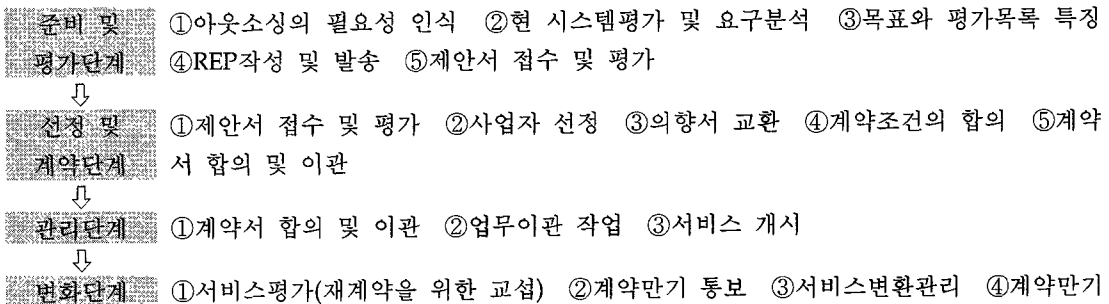 준비 및 ①아웃소싱의 필요성 인식 ②현 시스템평가 및 요구분석 ③목표와 평가목록 특징
평가단계 ④REP작성 및 발송 ⑤제안서 접수 및 평가
⇩
선정 및 ①제안서 접수 및 평가 ②사업자 선정 ③의향서 교환 ④계약조건의 합의 ⑤계약
계약단계 서 합의 및 이관
⇩
관리단계 ①계약서 합의 및 이관 ②업무이관 작업 ③서비스 개시
⇩
변화단계 ①서비스평가(재계약을 위한 교섭) ②계약만기 통보 ③서비스변환관리 ④계약만기